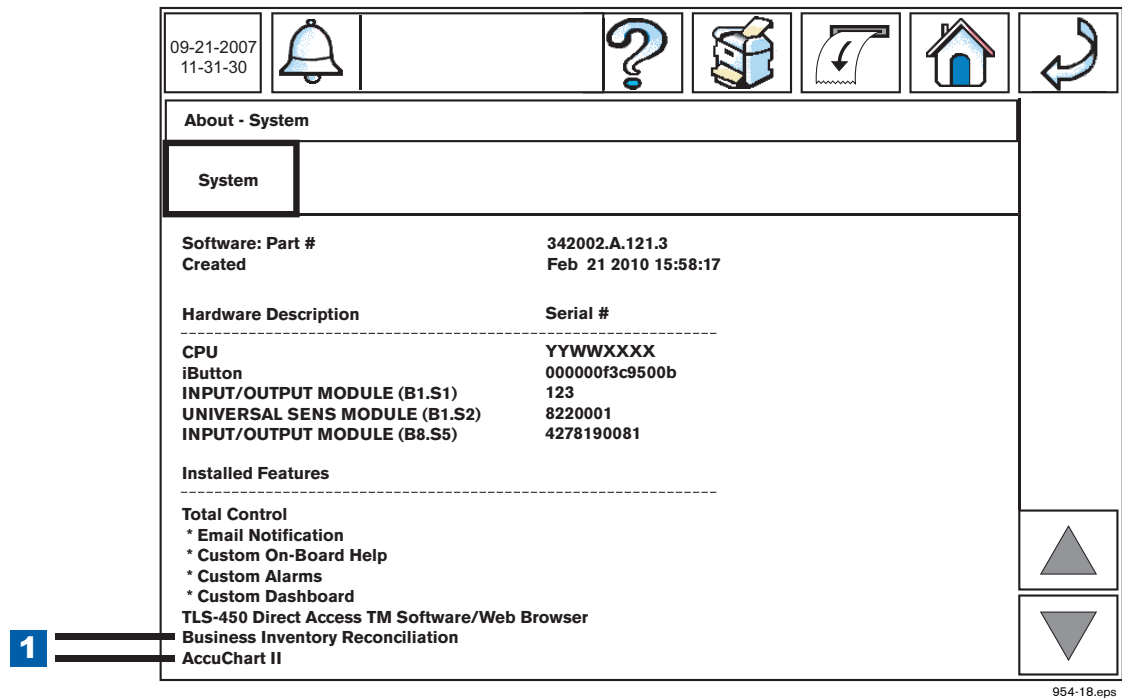 09-21-2007
11-31-30
About - System
System
Software: Part # 342002.A.121.3
Created Feb 21 2010 15:58:17
Hardware Description Serial #
CPU YYWWXXXX
iButton 000000f3c9500b
INPUT/OUTPUT MODULE (B1.S1) 123
UNIVERSAL SENS MODULE (B1.S2) 8220001
INPUT/OUTPUT MODULE (B8.S5) 4278190081
Installed Features
Total Control
* Email Notification
* Custom On-Board Help
* Custom Alarms
* Custom Dashboard
TLS-450 Direct Access TM Software/Web Browser
Business Inventory Reconciliation
AccuChart II
1
954-18.eps